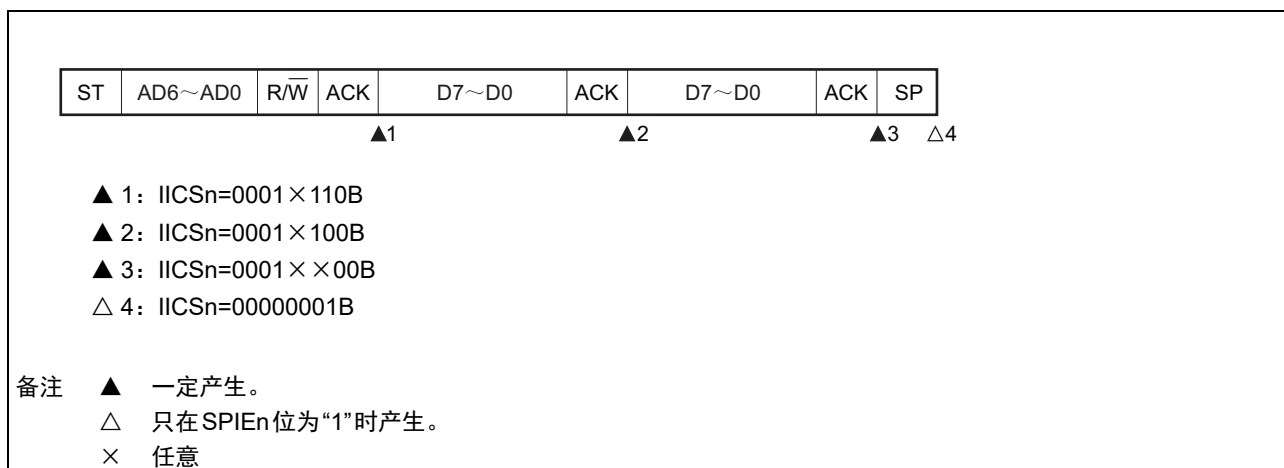 ST AD6～AD0 R/W̅ ACK D7～D0 ACK D7～D0 ACK SP
▲1 ▲2 ▲3 △4
▲ 1：IICSn=0001×110B
▲ 2：IICSn=0001×100B
▲ 3：IICSn=0001××00B
△ 4：IICSn=00000001B
备注 ▲ 一定产生。
△ 只在SPIEn位为“1”时产生。
× 任意